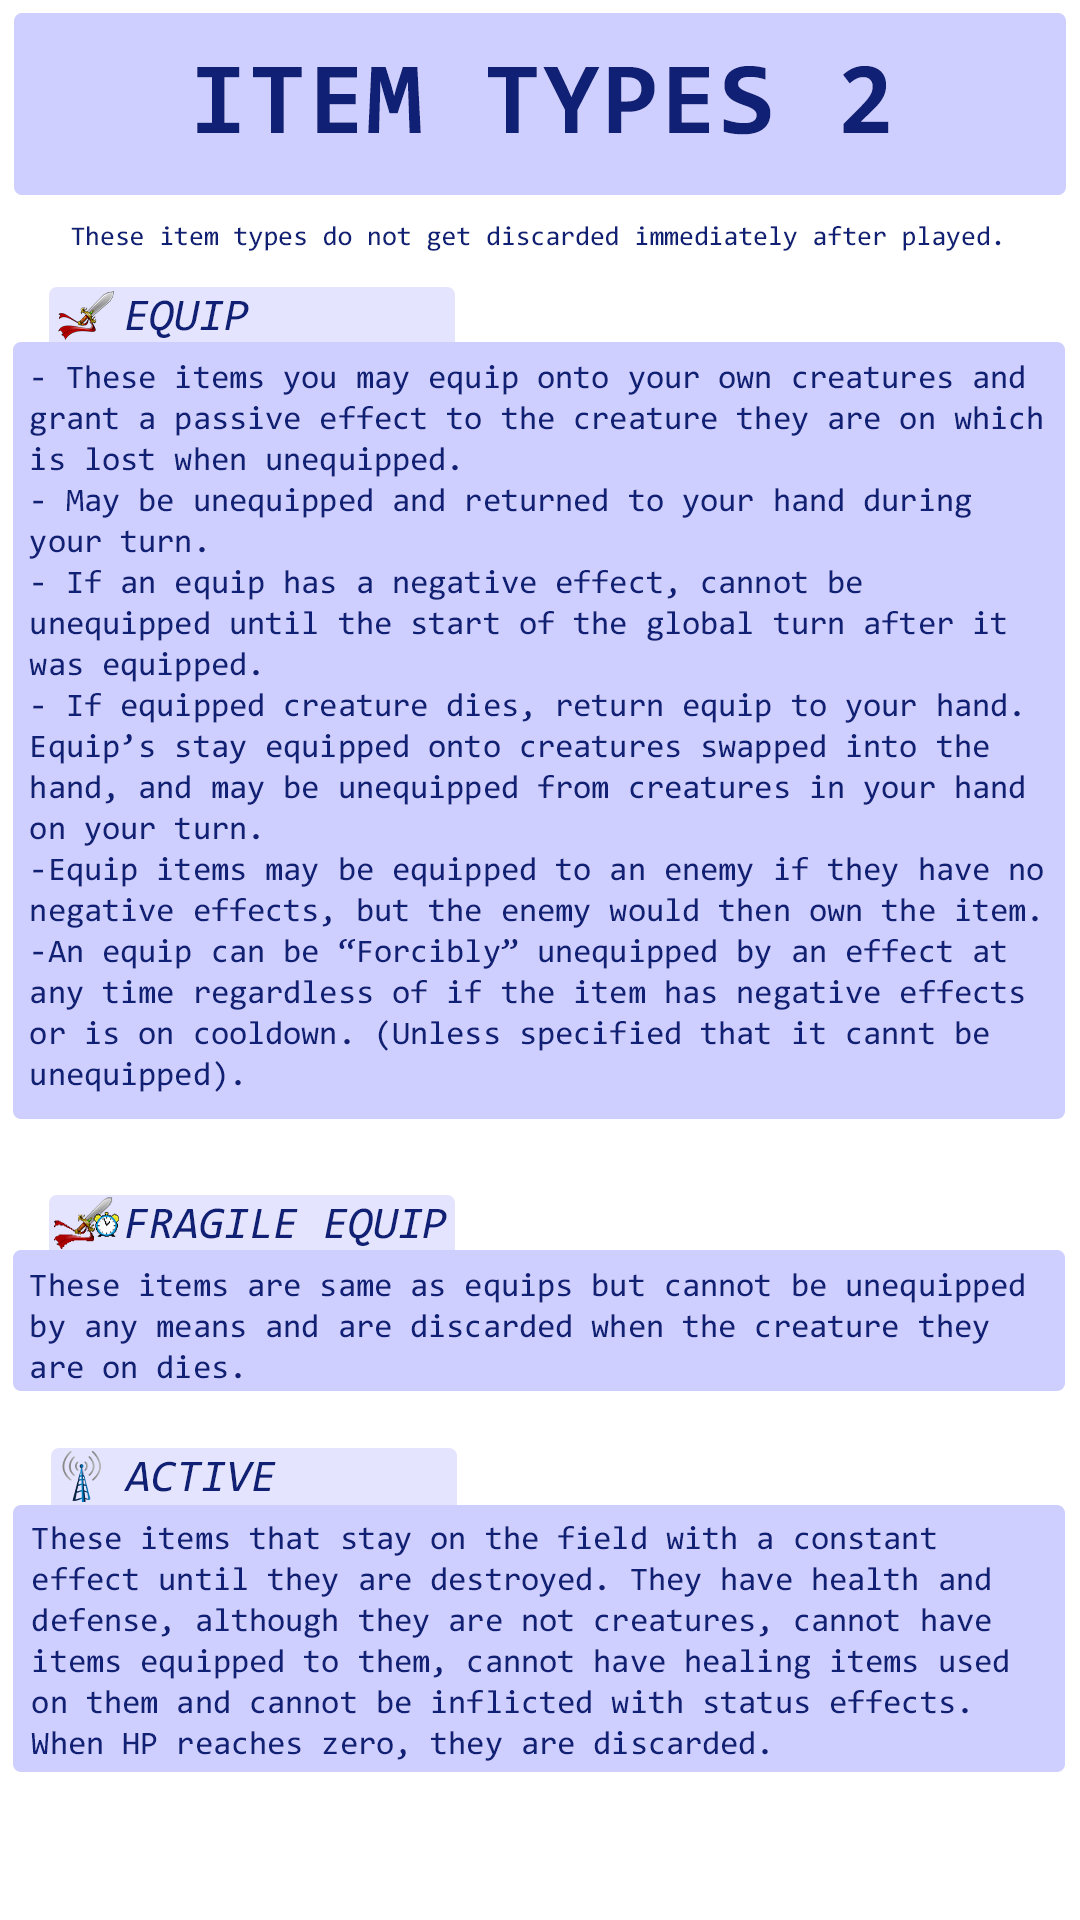 ITEM TYPES 2
These item types do not get discarded immediately after played.
EQUIP
- These items you may equip onto your own creatures and
grant a passive effect to the creature they are on which
is lost when unequipped.
- May be unequipped and returned to your hand during
your turn.
- If an equip has a negative effect, cannot be
unequipped until the start of the global turn after it
was equipped.
- If equipped creature dies, return equip to your hand.
Equip’s stay equipped onto creatures swapped into the
hand, and may be unequipped from creatures in your hand
on your turn.
-Equip items may be equipped to an enemy if they have no
negative effects, but the enemy would then own the item.
-An equip can be “Forcibly” unequipped by an effect at
any time regardless of if the item has negative effects
or is on cooldown. (Unless specified that it cannt be
unequipped).
FRAGILE EQUIP
These items are same as equips but cannot be unequipped
by any means and are discarded when the creature they
are on dies.
ACTIVE
These items that stay on the field with a constant
effect until they are destroyed. They have health and
defense, although they are not creatures, cannot have
items equipped to them, cannot have healing items used
on them and cannot be inflicted with status effects.
When HP reaches zero, they are discarded.